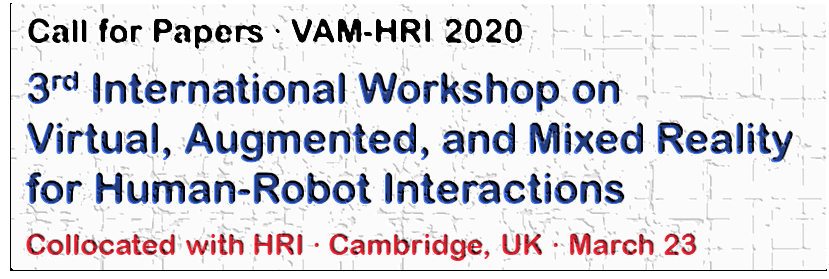 Call for Papers · VAM-HRI 2020
3rd International Workshop on
Virtual, Augmented, and Mixed Reality
for Human-Robot Interactions
Collocated with HRI · Cambridge, UK · March 23